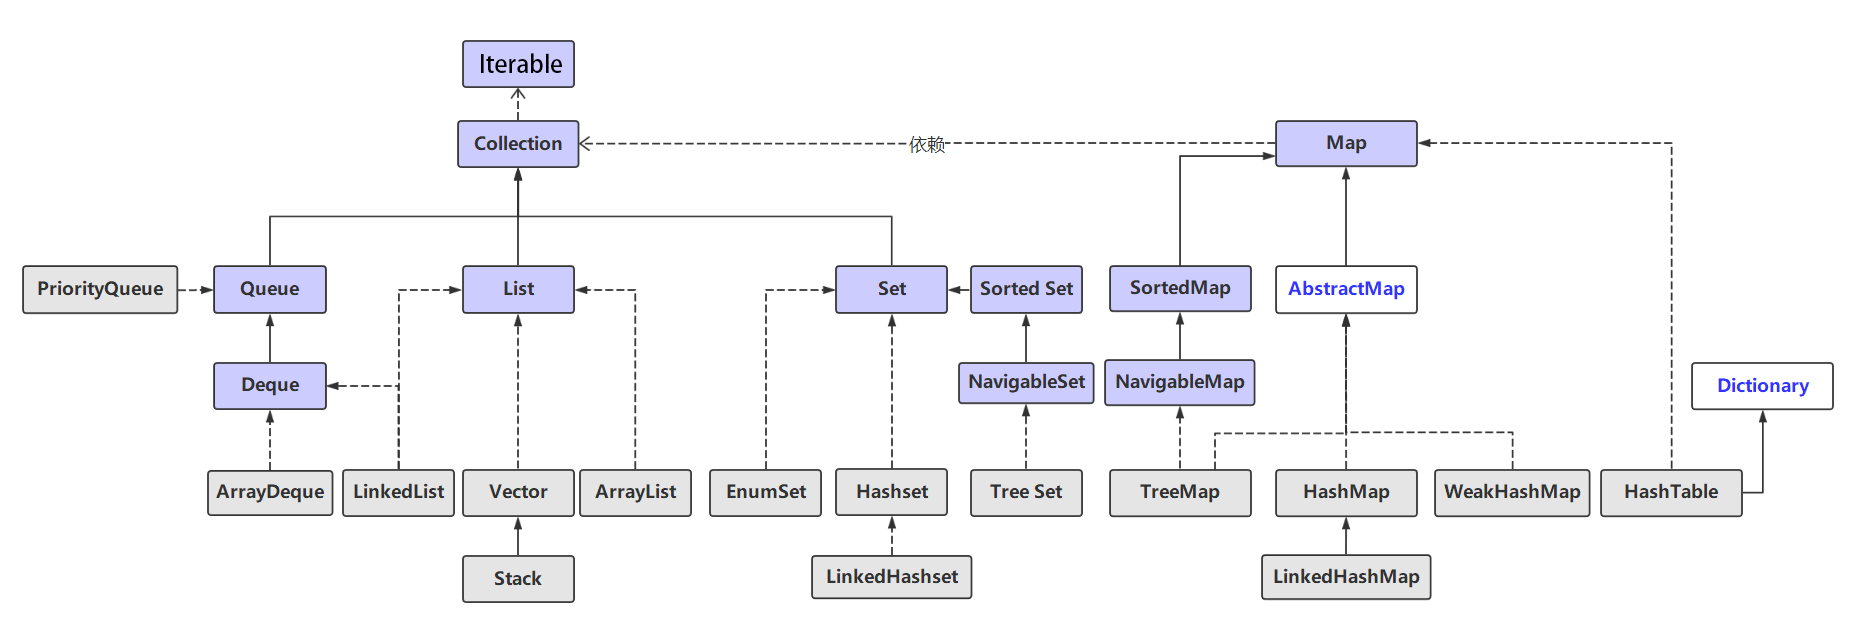 Iterable
Collection
依赖
Map
PriorityQueue
Queue
List
Set
Sorted Set
SortedMap
AbstractMap
Deque
NavigableSet
NavigableMap
Dictionary
ArrayDeque
LinkedList
Vector
ArrayList
EnumSet
Hashset
Tree Set
TreeMap
HashMap
WeakHashMap
HashTable
Stack
LinkedHashset
LinkedHashMap